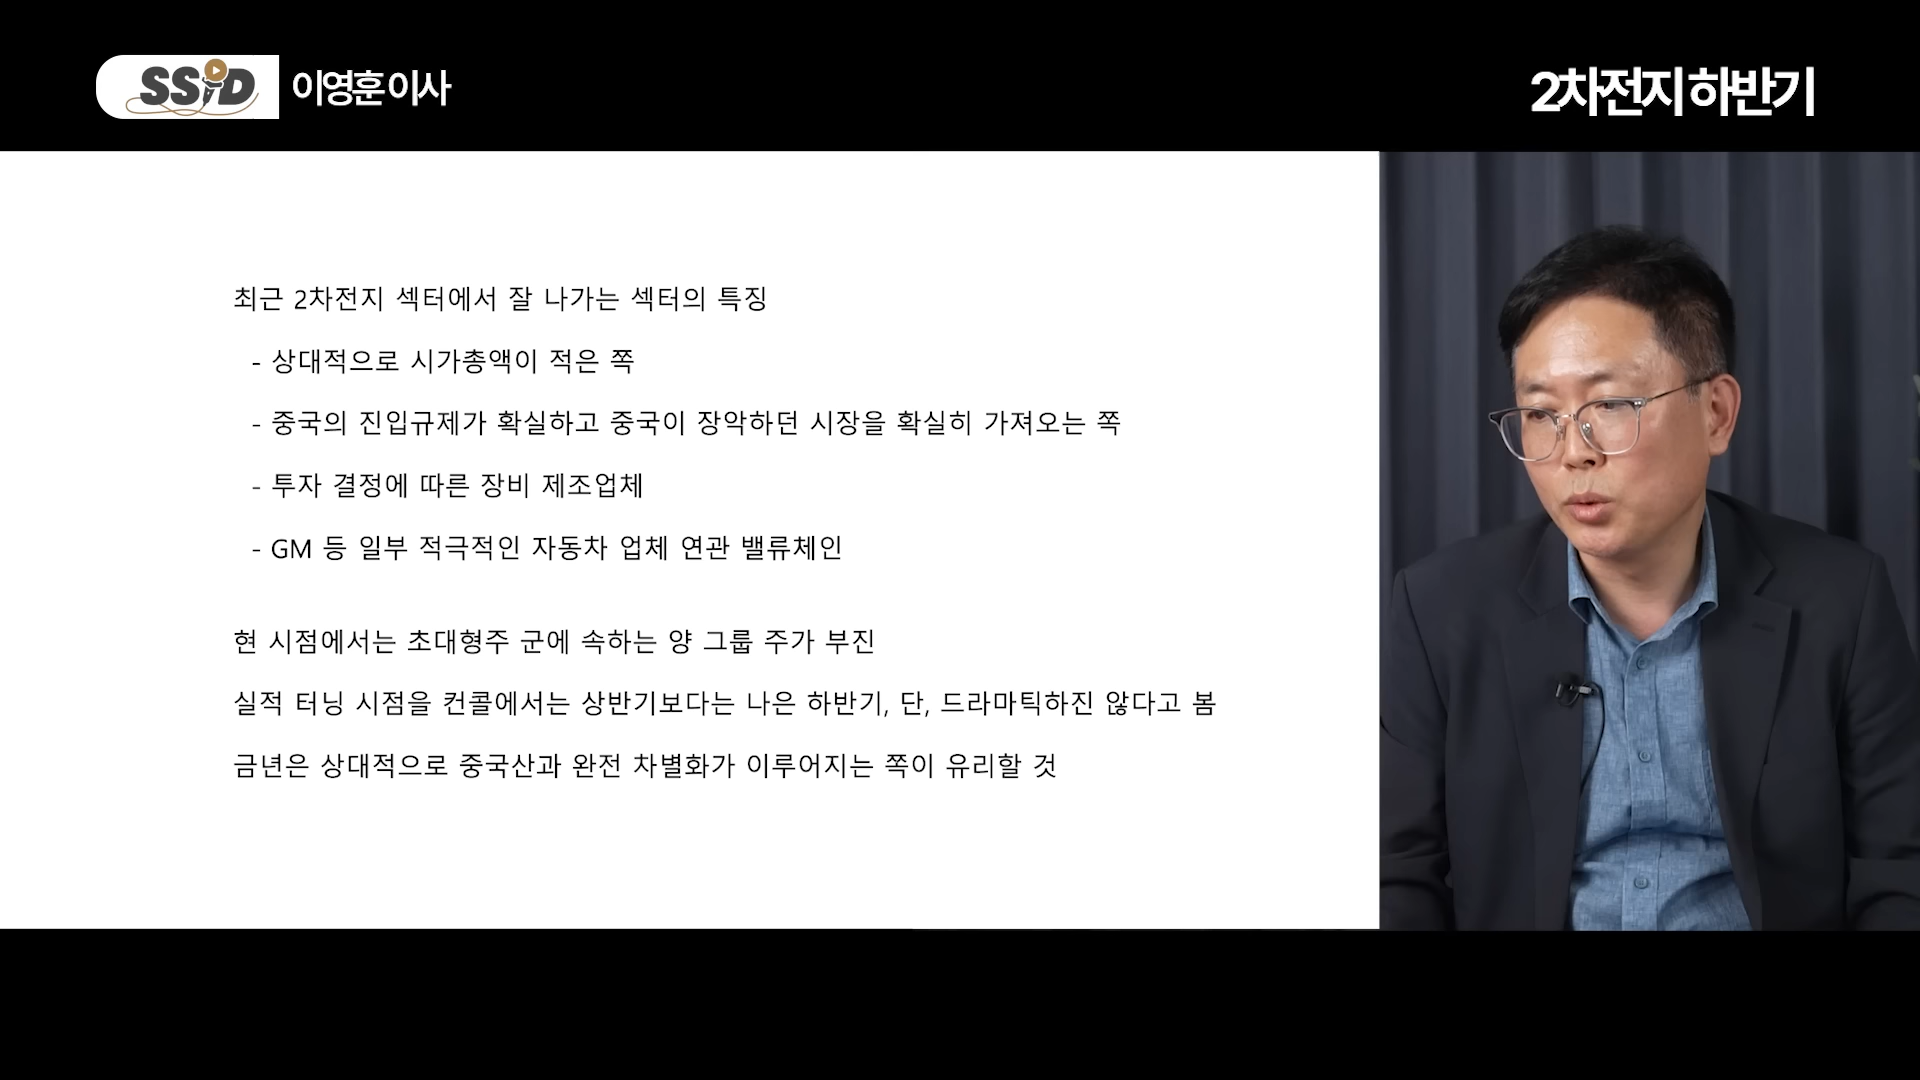 SSiD 이영훈 이사
2차전지 하반기
최근 2차전지 섹터에서 잘 나가는 섹터의 특징
- 상대적으로 시가총액이 적은 쪽
- 중국의 진입규제가 확실하고 중국이 장악하던 시장을 확실히 가져오는 쪽
- 투자 결정에 따른 장비 제조업체
- GM 등 일부 적극적인 자동차 업체 연관 밸류체인
현 시점에서는 초대형주 군에 속하는 양 그룹 주가 부진
실적 터닝 시점을 컨콜에서는 상반기보다는 나은 하반기, 단, 드라마틱하진 않다고 봄
금년은 상대적으로 중국산과 완전 차별화가 이루어지는 쪽이 유리할 것